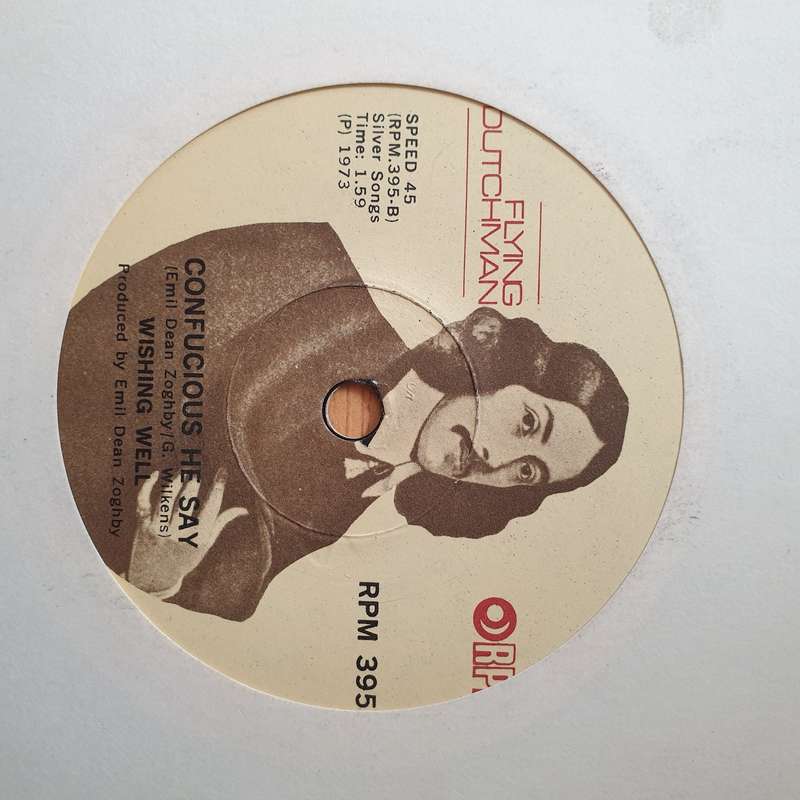 FLYING
DUTCHMAN
RPM
SPEED 45
(RPM.395-B)
Silver Songs
Time: 1.59
(P) 1973
RPM 395
CONFUCIOUS HE SAY
(Emil Dean Zoghby/G. Wilkens)
WISHING WELL
Produced by Emil Dean Zoghby